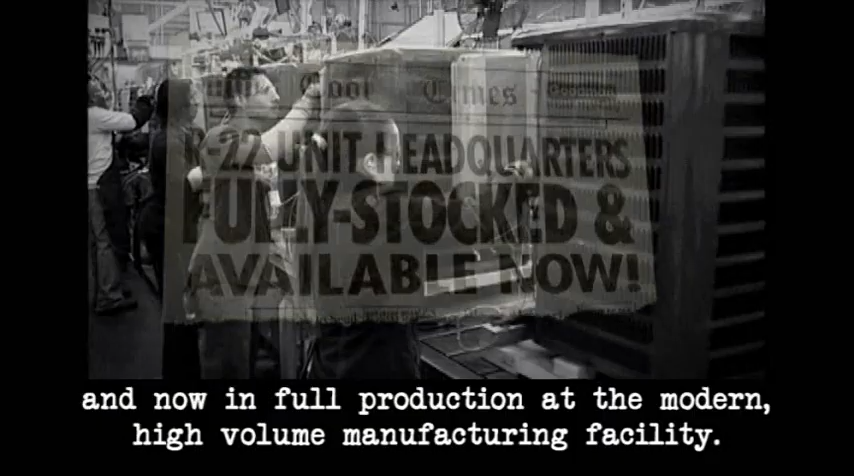 Cool Times
R-22 UNIT HEADQUARTERS
FULLY-STOCKED &
AVAILABLE NOW!
and now in full production at the modern,
high volume manufacturing facility.